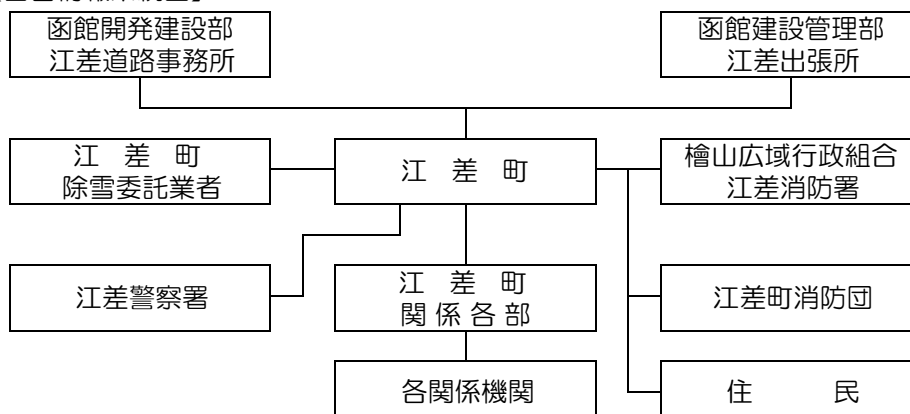 函館開発建設部
江差道路事務所
函館建設管理部
江差出張所
江 差 町
除雪委託業者
江 差 町
檜山広域行政組合
江差消防署
江差警察署
江 差 町
関 係 各 部
江差町消防団
各関係機関
住 民